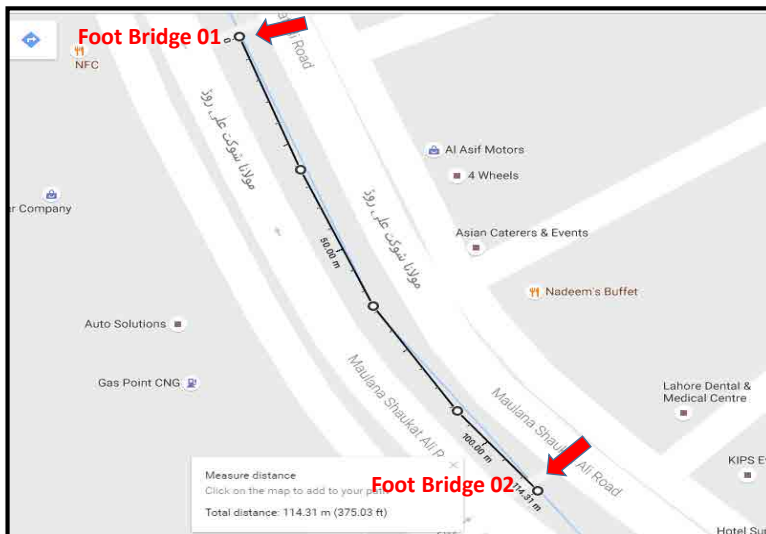 Foot Bridge 01
0
NFC
Road
مولانا شوکت علی روڈ
Al Asif Motors
4 Wheels
er Company
مولانا شوکت علی روڈ
Asian Caterers & Events
50.00 m
Nadeem's Buffet
Auto Solutions
Gas Point CNG
Maulana Shaukat Ali R
Lahore Dental &
Medical Centre
Maulana Shau
Ali Road
100.00 m
KIPS E
Measure distance
Click on the map to add to your path
Total distance: 114.31 m (375.03 ft)
Foot Bridge 02
114.31 m
Hotel Su